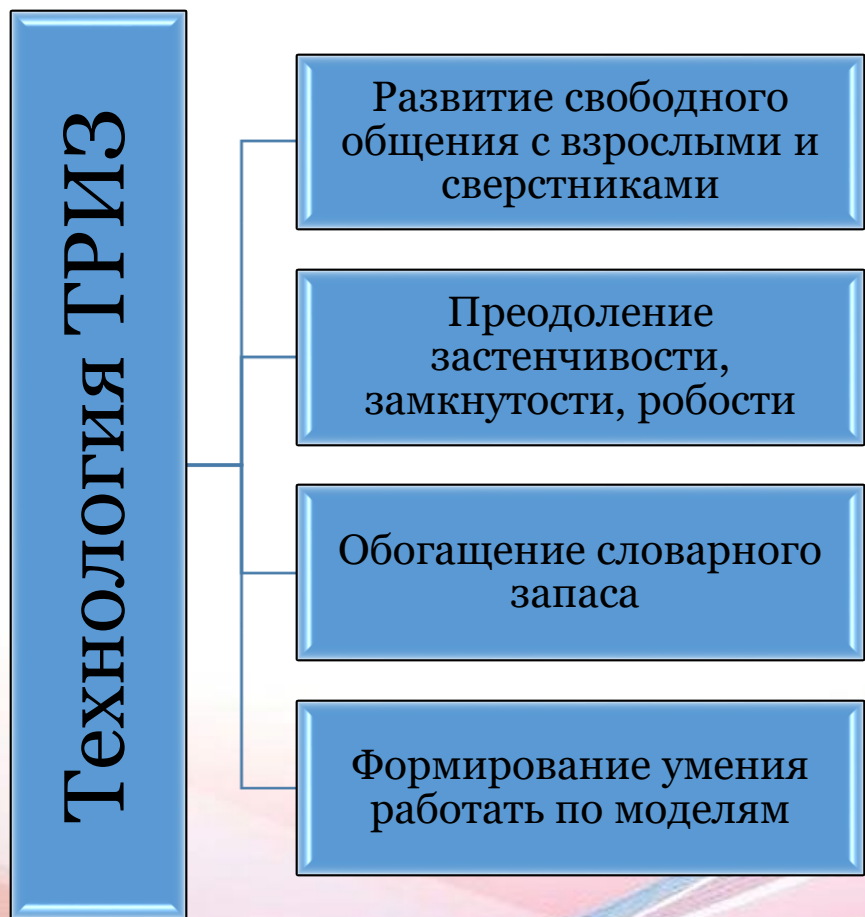 Технология ТРИЗ
Развитие свободного
общения с взрослыми и
сверстниками
Преодоление
застенчивости,
замкнутости, робости
Обогащение словарного
запаса
Формирование умения
работать по моделям